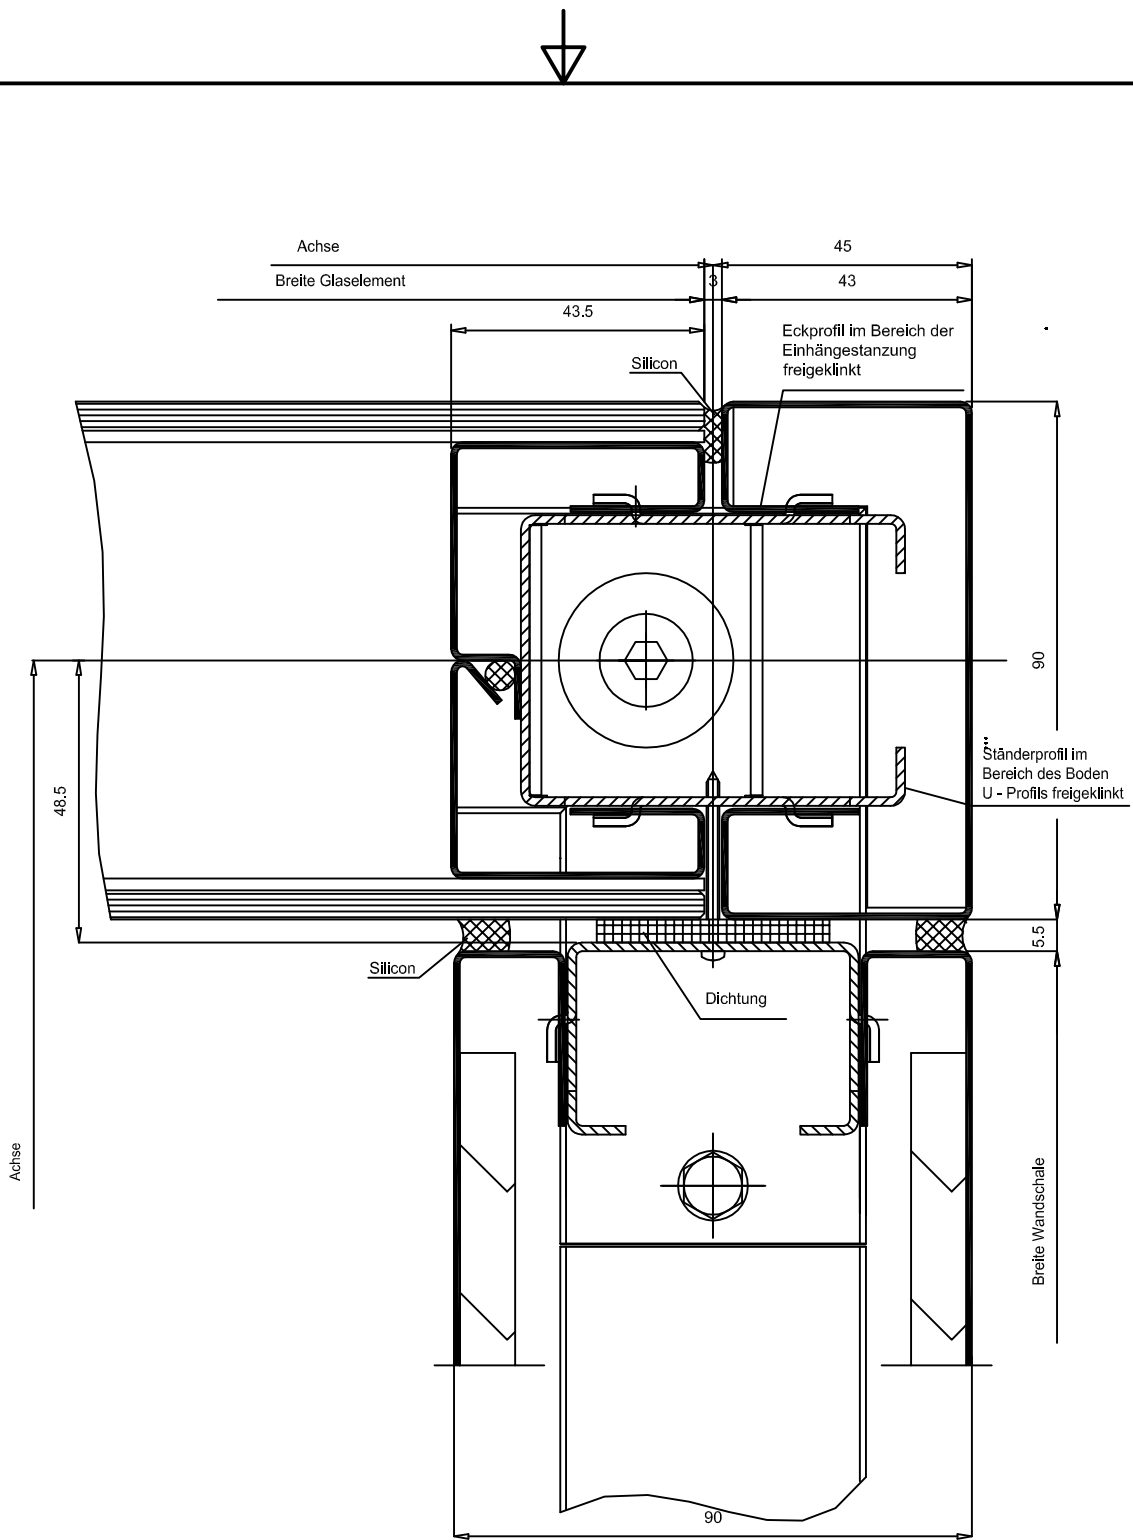 Achse
45
Breite Glaselement
3
43
43.5
Eckprofil im Bereich der
Einhängestanzung
freigeklinkt
Silicon
90
48.5
Ständerprofil im
Bereich des Boden
U - Profils freigeklinkt
5.5
Silicon
Dichtung
Achse
Breite Wandschale
90